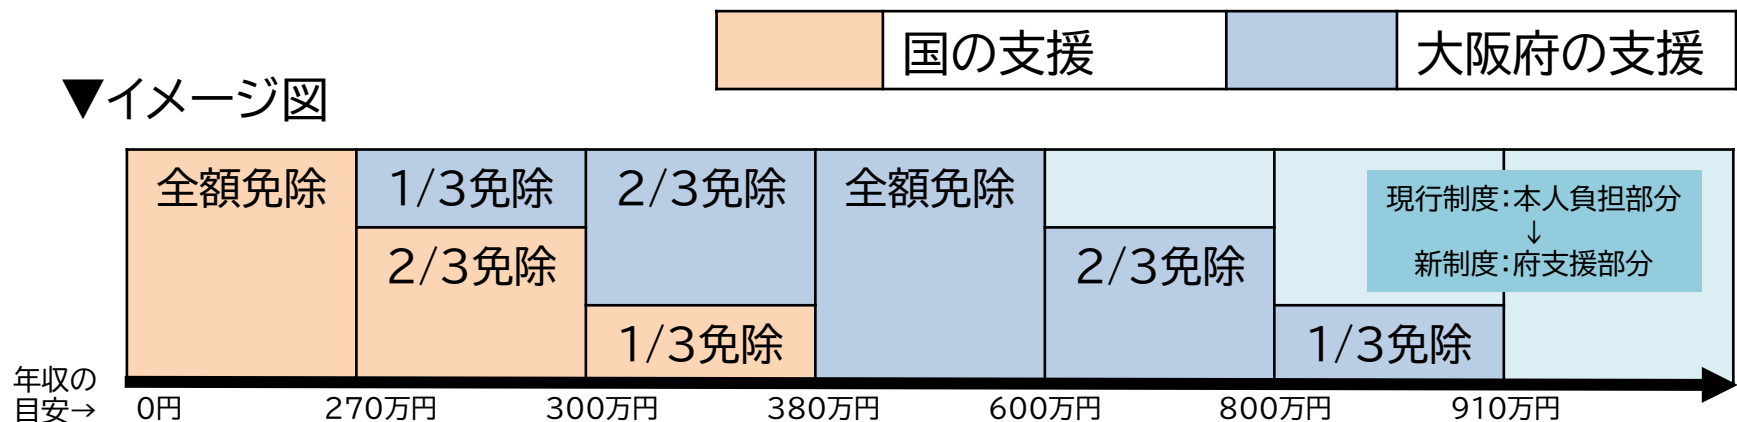 国の支援
大阪府の支援
▼イメージ図
全額免除
1/3免除
2/3免除
全額免除
2/3免除
2/3免除
1/3免除
1/3免除
現行制度：本人負担部分
↓
新制度：府支援部分
年収の
目安→
0円
270万円
300万円
380万円
600万円
800万円
910万円